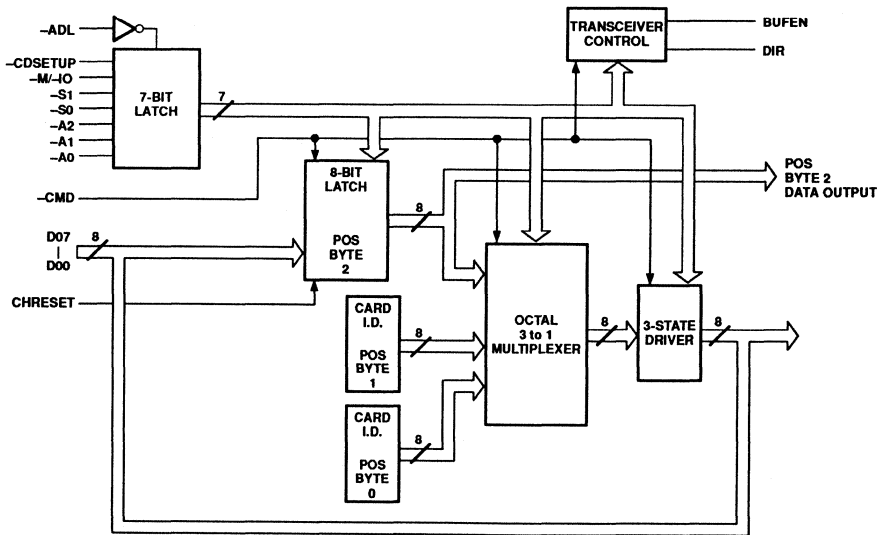 –ADL
–CDSETUP
–M/–IO
–S1
–S0
–A2
–A1
–A0
7-BIT
LATCH
7
TRANSCEIVER
CONTROL
BUFEN
DIR
–CMD
8-BIT
LATCH
POS
BYTE
2
8
POS
BYTE 2
DATA OUTPUT
D07
D00
8
CHRESET
CARD
I.D.
POS
BYTE
1
8
CARD
I.D.
POS
BYTE
0
8
OCTAL
3 to 1
MULTIPLEXER
8
3-STATE
DRIVER
8